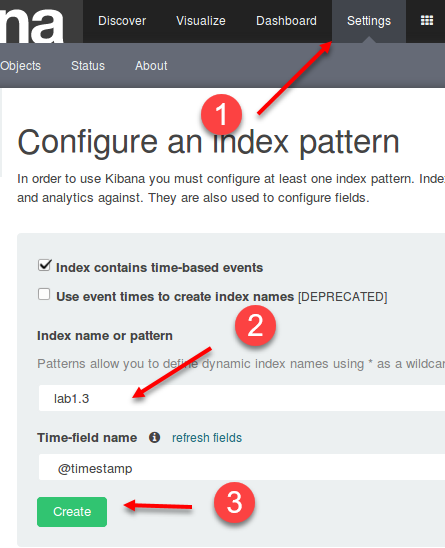 na Discover Visualize Dashboard Settings
Objects Status About
1
Configure an index pattern
In order to use Kibana you must configure at least one index pattern. Inde
and analytics against. They are also used to configure fields.
Index contains time-based events
Use event times to create index names [DEPRECATED]
2
Index name or pattern
Patterns allow you to define dynamic index names using * as a wildcar
lab1.3
Time-field name refresh fields
@timestamp
3
Create